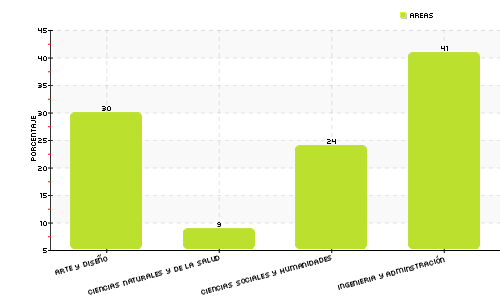 AREAS
45
40
35
30
25
20
15
10
5
PORCENTAJE
30
9
24
41
ARTE Y DISEÑO
CIENCIAS NATURALES Y DE LA SALUD
CIENCIAS SOCIALES Y HUMANIDADES
INGENIERIA Y ADMINSTRACIÓN